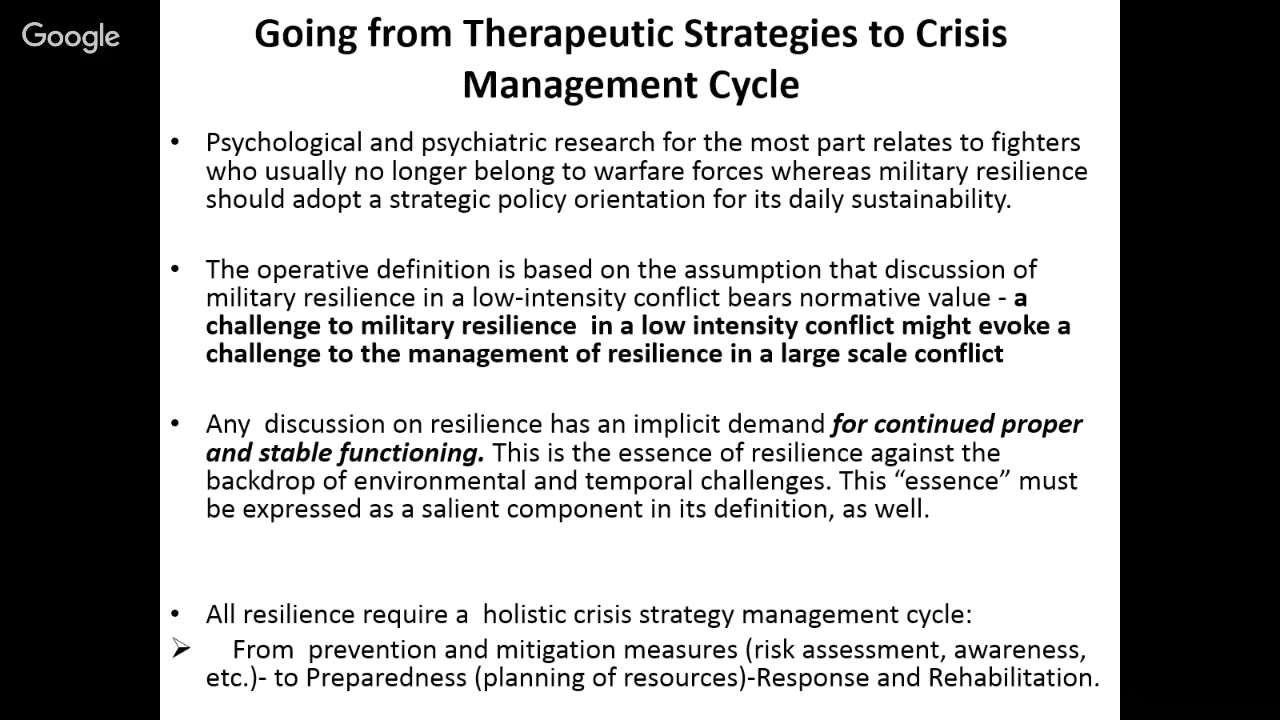 Google
Going from Therapeutic Strategies to Crisis
Management Cycle
• Psychological and psychiatric research for the most part relates to fighters
who usually no longer belong to warfare forces whereas military resilience
should adopt a strategic policy orientation for its daily sustainability.
• The operative definition is based on the assumption that discussion of
military resilience in a low-intensity conflict bears normative value - a
challenge to military resilience  in a low intensity conflict might evoke a
challenge to the management of resilience in a large scale conflict
• Any  discussion on resilience has an implicit demand for continued proper
and stable functioning. This is the essence of resilience against the
backdrop of environmental and temporal challenges. This “essence” must
be expressed as a salient component in its definition, as well.
• All resilience require a  holistic crisis strategy management cycle:
➢ From  prevention and mitigation measures (risk assessment, awareness,
etc.)- to Preparedness (planning of resources)-Response and Rehabilitation.